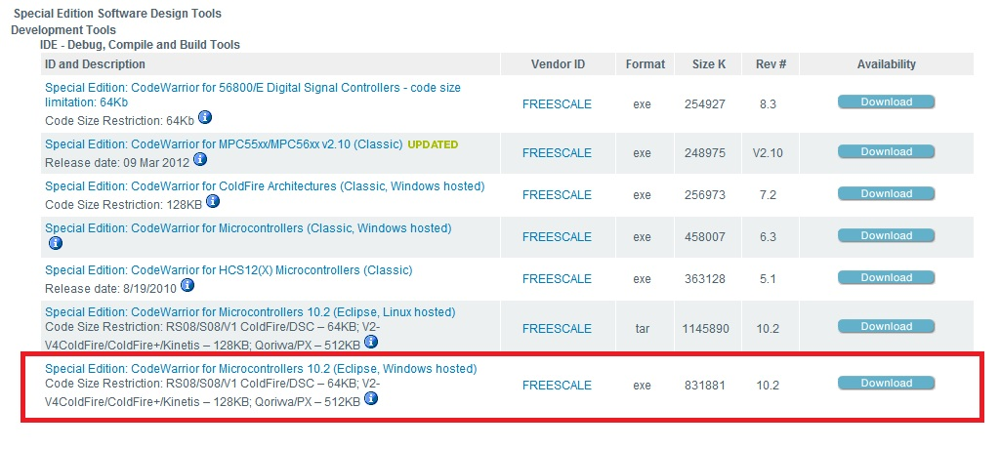 Special Edition Software Design Tools
Development Tools
IDE - Debug, Compile and Build Tools
ID and Description Vendor ID Format Size K Rev # Availability
Special Edition: CodeWarrior for 56800/E Digital Signal Controllers - code size
limitation: 64Kb
Code Size Restriction: 64Kb
FREESCALE exe 254927 8.3 Download
Special Edition: CodeWarrior for MPC55xx/MPC56xx v2.10 (Classic) UPDATED
Release date: 09 Mar 2012
FREESCALE exe 248975 V2.10 Download
Special Edition: CodeWarrior for ColdFire Architectures (Classic, Windows hosted)
Code Size Restriction: 128KB
FREESCALE exe 256973 7.2 Download
Special Edition: CodeWarrior for Microcontrollers (Classic, Windows hosted)
FREESCALE exe 458007 6.3 Download
Special Edition: CodeWarrior for HCS12(X) Microcontrollers (Classic)
Release date: 8/19/2010
FREESCALE exe 363128 5.1 Download
Special Edition: CodeWarrior for Microcontrollers 10.2 (Eclipse, Linux hosted)
Code Size Restriction: RS08/S08/V1 ColdFire/DSC – 64KB; V2-
V4ColdFire/ColdFire+/Kinetis – 128KB; Qorivva/PX – 512KB
FREESCALE tar 1145890 10.2 Download
Special Edition: CodeWarrior for Microcontrollers 10.2 (Eclipse, Windows hosted)
Code Size Restriction: RS08/S08/V1 ColdFire/DSC – 64KB; V2-
V4ColdFire/ColdFire+/Kinetis – 128KB; Qorivva/PX – 512KB
FREESCALE exe 831881 10.2 Download